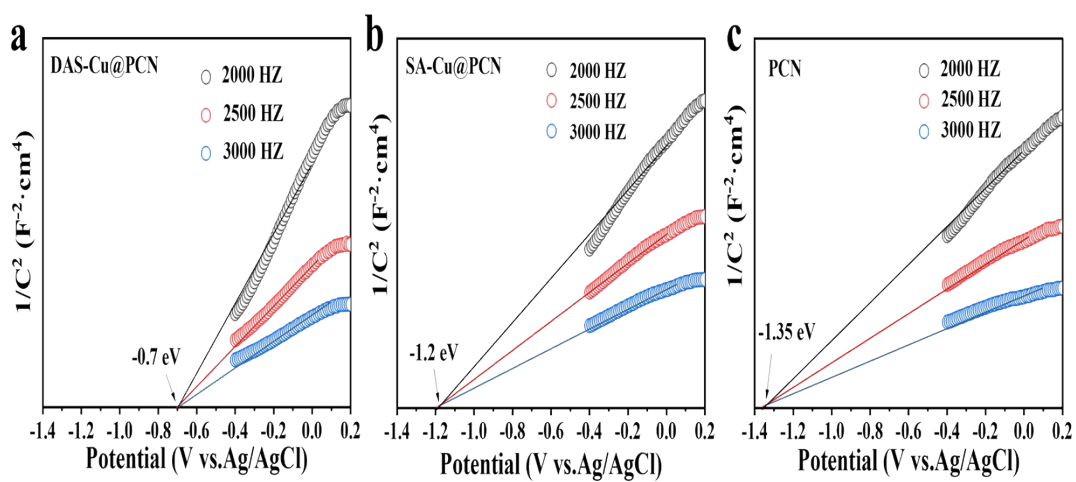 a
DAS-Cu@PCN
2000 HZ
2500 HZ
3000 HZ
-0.7 eV
1/C² (F⁻²·cm⁴)
-1.4 -1.2 -1.0 -0.8 -0.6 -0.4 -0.2 0.0 0.2
Potential (V vs.Ag/AgCl)
b
SA-Cu@PCN
2000 HZ
2500 HZ
3000 HZ
-1.2 eV
1/C² (F⁻²·cm⁴)
-1.4 -1.2 -1.0 -0.8 -0.6 -0.4 -0.2 0.0 0.2
Potential (V vs.Ag/AgCl)
c
PCN
2000 HZ
2500 HZ
3000 HZ
-1.35 eV
1/C² (F⁻²·cm⁴)
-1.4 -1.2 -1.0 -0.8 -0.6 -0.4 -0.2 0.0 0.2
Potential (V vs.Ag/AgCl)